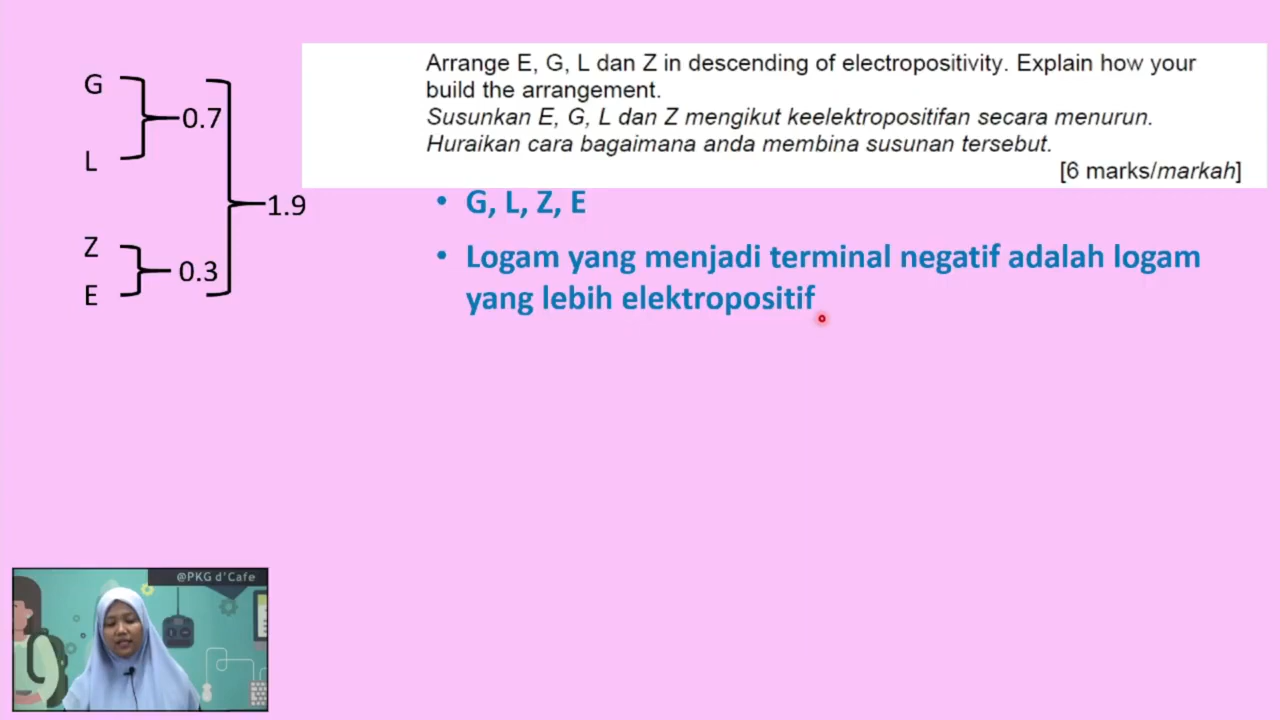 G
0.7
L
1.9
Z
0.3
E
Arrange E, G, L dan Z in descending of electropositivity. Explain how your
build the arrangement.
Susunkan E, G, L dan Z mengikut keelektropositifan secara menurun.
Huraikan cara bagaimana anda membina susunan tersebut.
[6 marks/markah]
• G, L, Z, E
• Logam yang menjadi terminal negatif adalah logam
yang lebih elektropositif
@PKG d'Cafe